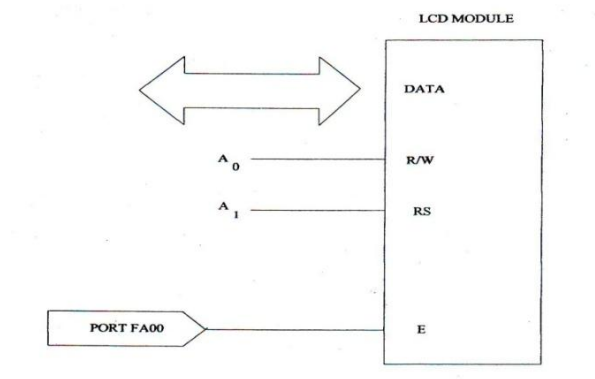 LCD MODULE
DATA
A0 R/W
A1 RS
PORT FA00 E